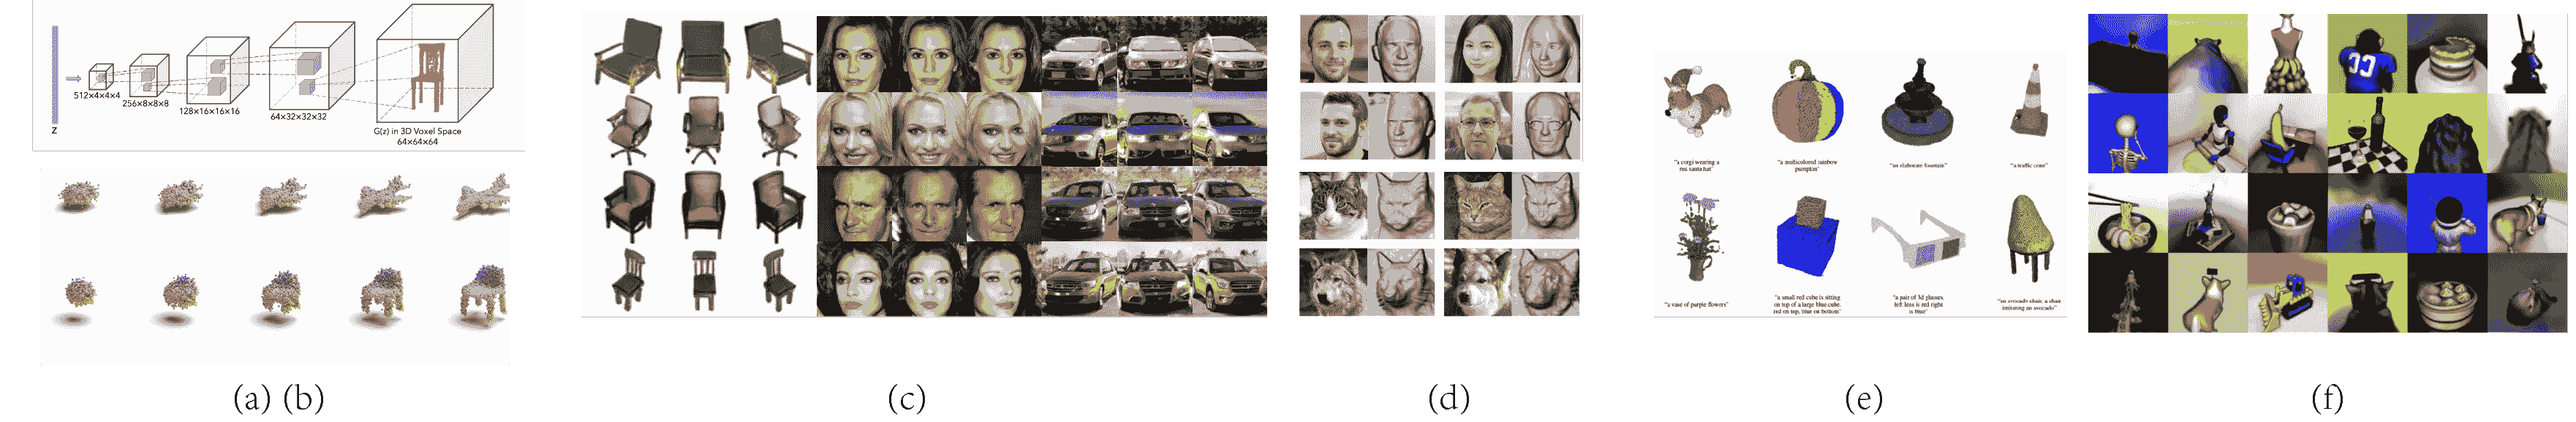 512×4×4×4
256×8×8×8
128×16×16×16
64×32×32×32
G(z) in 3D Voxel Space
64×64×64
z
33
"a corgi wearing a
red santa hat"
"a multicolored rainbow
pumpkin"
"an elaborate fountain"
"a traffic cone"
"a vase of purple flowers"
"a small red cube is sitting
on top of a large blue cube.
red on top, blue on bottom"
"a pair of 3d glasses,
left lens is red right
is blue"
"an avocado chair, a chair
imitating an avocado"
(a) (b)
(c)
(d)
(e)
(f)